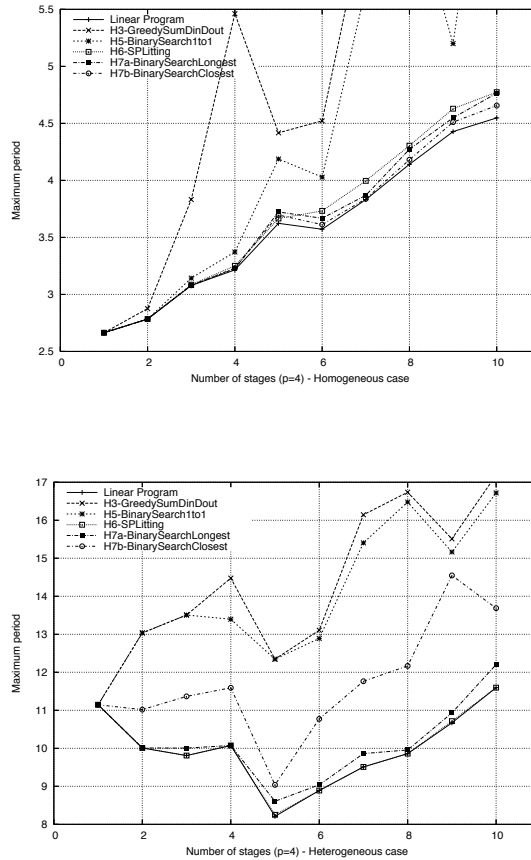 5.5
5
4.5
4
3.5
3
2.5
Maximum period
Linear Program
H3-GreedySumDinDout
H5-BinarySearch1to1
H6-SPLitting
H7a-BinarySearchLongest
H7b-BinarySearchClosest
0 2 4 6 8 10
Number of stages (p=4) - Homogeneous case
17
16
15
14
13
12
11
10
9
8
Maximum period
Linear Program
H3-GreedySumDinDout
H5-BinarySearch1to1
H6-SPLitting
H7a-BinarySearchLongest
H7b-BinarySearchClosest
0 2 4 6 8 10
Number of stages (p=4) - Heterogeneous case